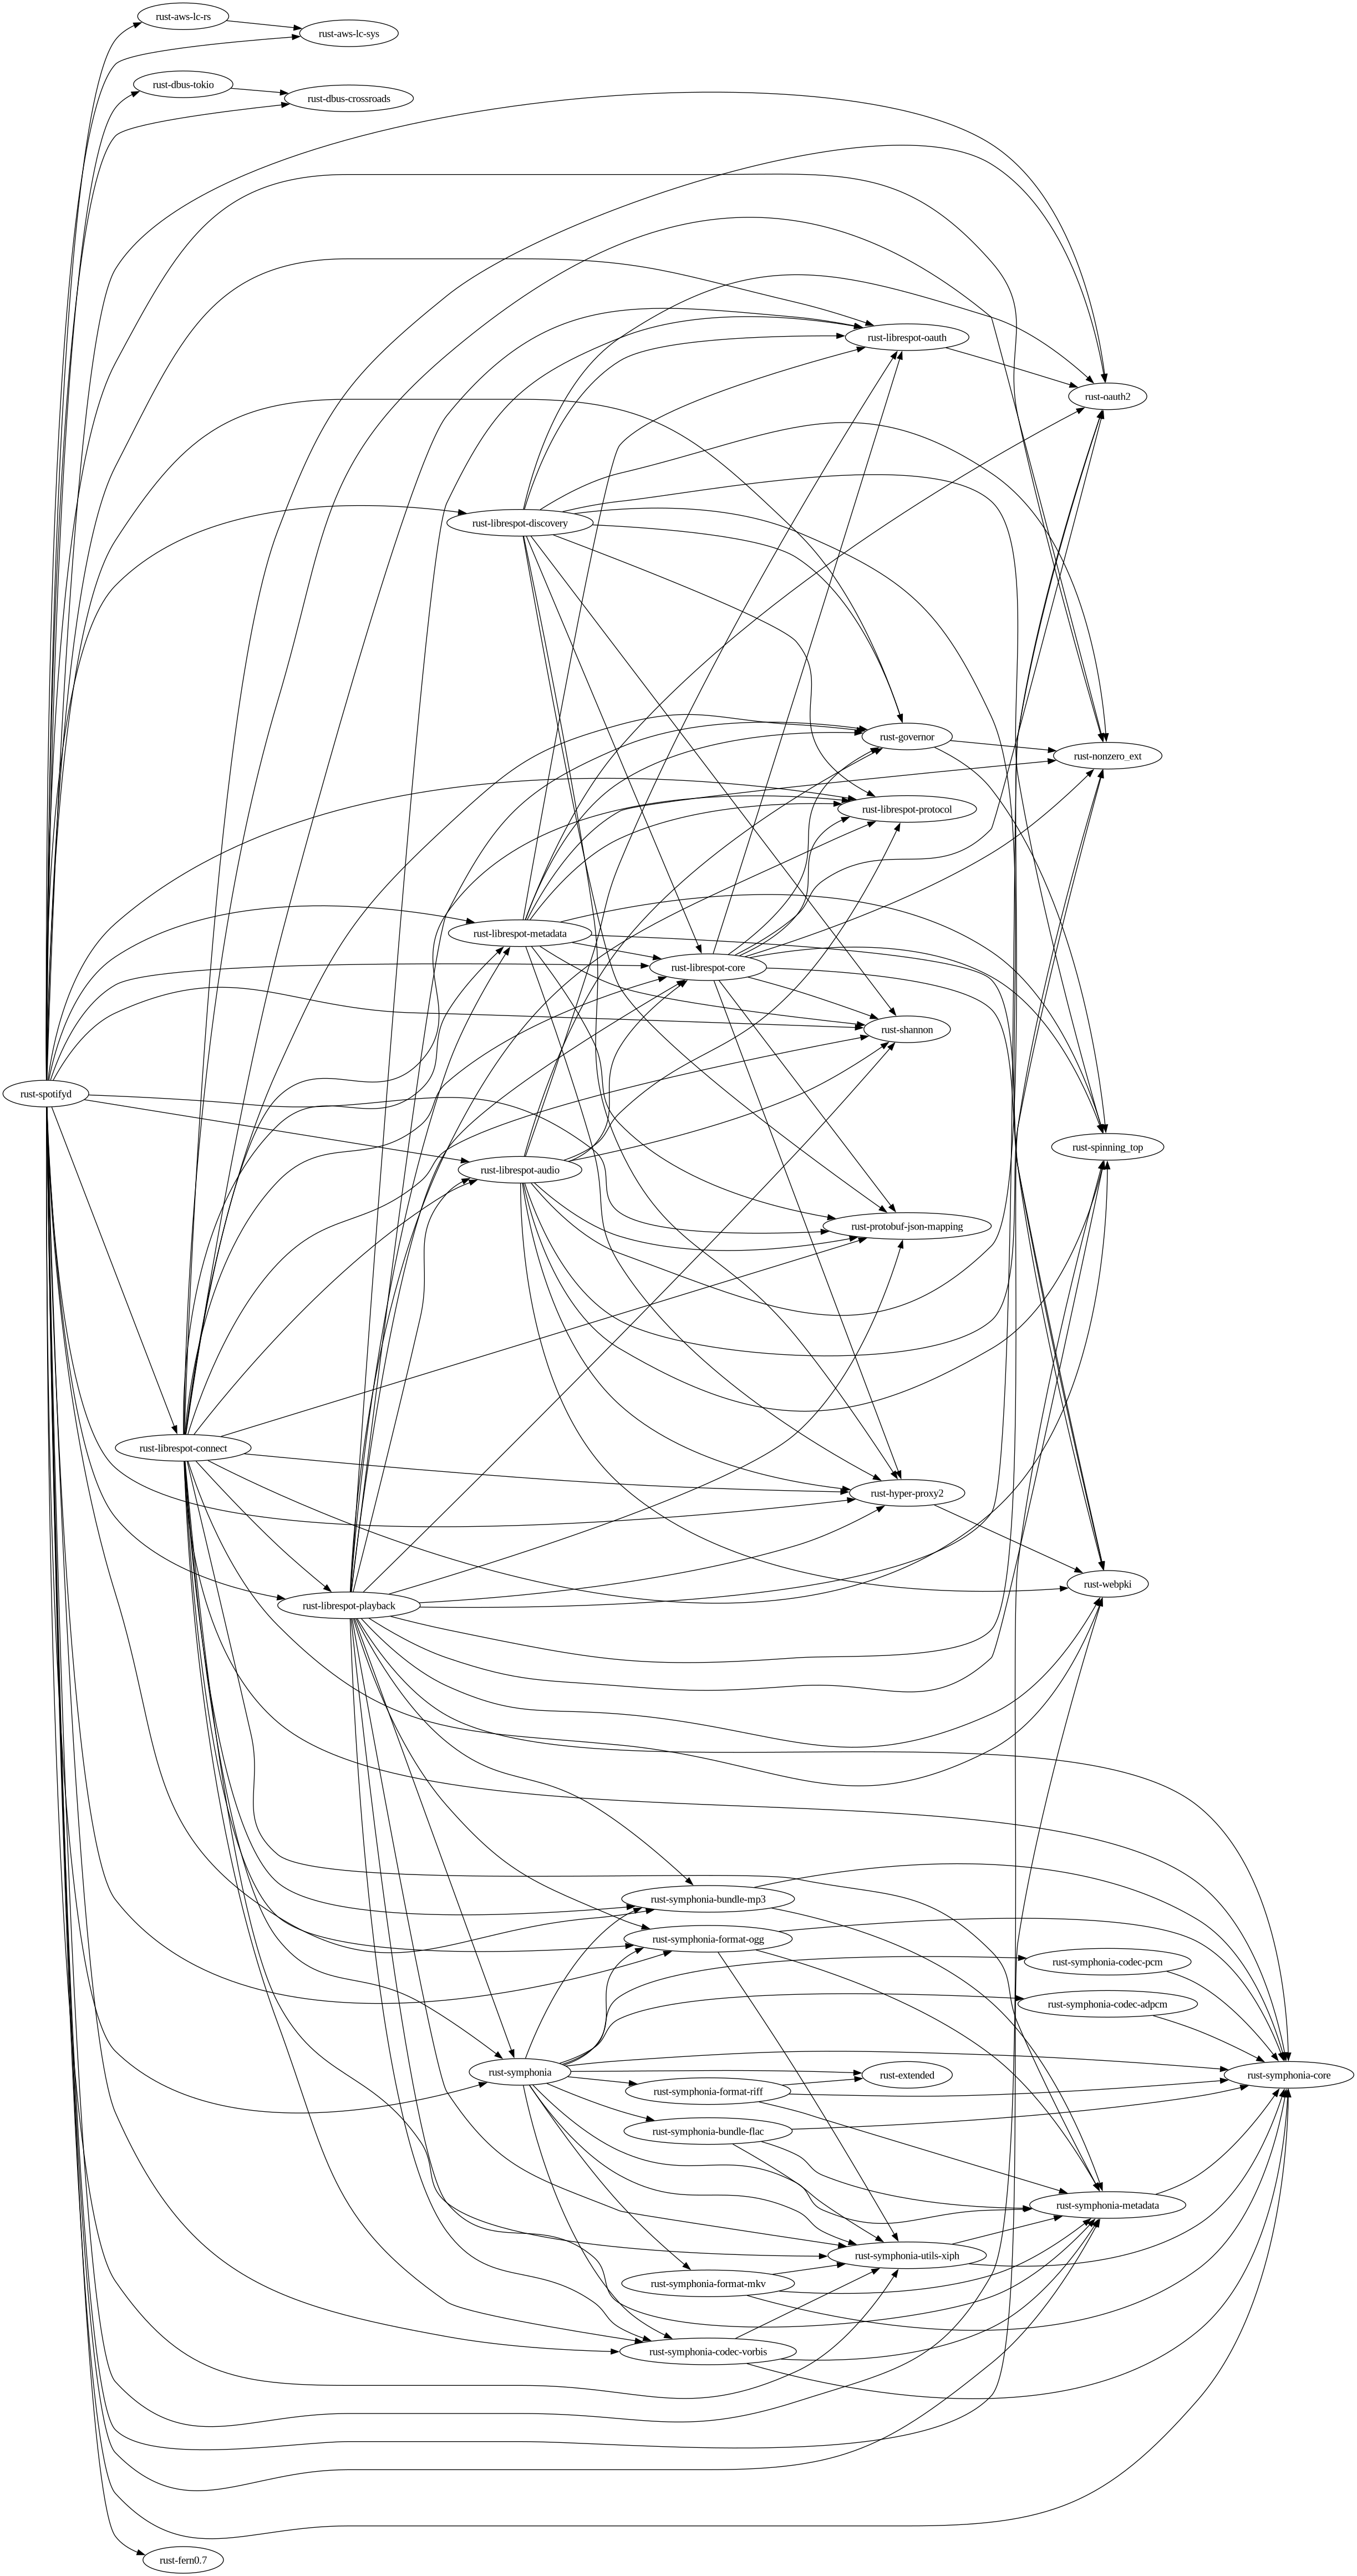 rust-aws-lc-rs
rust-aws-lc-sys
rust-dbus-tokio
rust-dbus-crossroads
rust-librespot-oauth
rust-oauth2
rust-librespot-discovery
rust-governor
rust-nonzero_ext
rust-librespot-protocol
rust-librespot-metadata
rust-librespot-core
rust-shannon
rust-spotifyd
rust-spinning_top
rust-librespot-audio
rust-protobuf-json-mapping
rust-librespot-connect
rust-hyper-proxy2
rust-webpki
rust-librespot-playback
rust-symphonia-bundle-mp3
rust-symphonia-format-ogg
rust-symphonia-codec-pcm
rust-symphonia-codec-adpcm
rust-symphonia
rust-extended
rust-symphonia-core
rust-symphonia-format-riff
rust-symphonia-bundle-flac
rust-symphonia-metadata
rust-symphonia-utils-xiph
rust-symphonia-format-mkv
rust-symphonia-codec-vorbis
rust-fern0.7